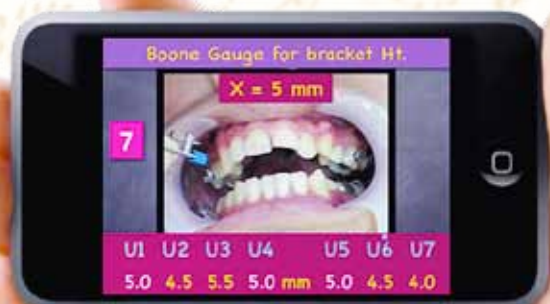 Boone Gauge for bracket Ht.
X = 5 mm
7
U1 U2 U3 U4 U5 U6 U7
5.0 4.5 5.5 5.0 mm 5.0 4.5 4.0